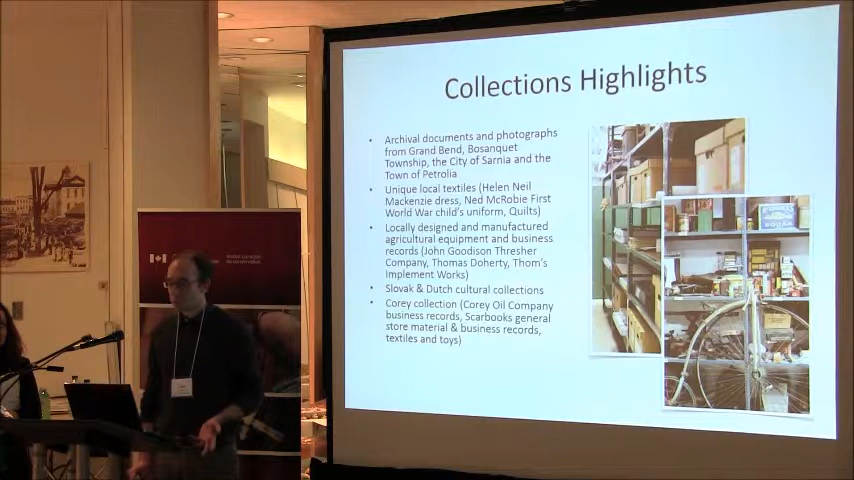 Collections Highlights
• Archival documents and photographs
from Grand Bend, Bosanquet
Township, the City of Sarnia and the
Town of Petrolia
• Unique local textiles (Helen Neil
Mackenzie dress, Ned McRobie First
World War child's uniform, Quilts)
• Locally designed and manufactured
agricultural equipment and business
records (John Goodison Thresher
Company, Thomas Doherty, Thom's
Implement Works)
• Slovak & Dutch cultural collections
• Corey collection (Corey Oil Company
business records, Scarbooks general
store material & business records,
textiles and toys)